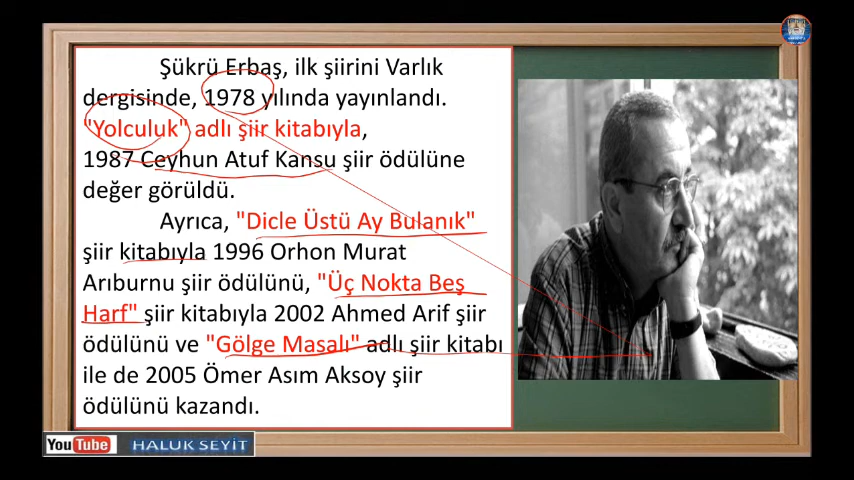 Şükrü Erbaş, ilk şiirini Varlık
dergisinde, 1978 yılında yayınlandı.
"Yolculuk" adlı şiir kitabıyla,
1987 Ceyhun Atuf Kansu şiir ödülüne
değer görüldü.
Ayrıca, "Dicle Üstü Ay Bulanık"
şiir kitabıyla 1996 Orhon Murat
Arıburnu şiir ödülünü, "Üç Nokta Beş
Harf" şiir kitabıyla 2002 Ahmed Arif şiir
ödülünü ve "Gölge Masalı" adlı şiir kitabı
ile de 2005 Ömer Asım Aksoy şiir
ödülünü kazandı.
YouTube HALUK SEYİT